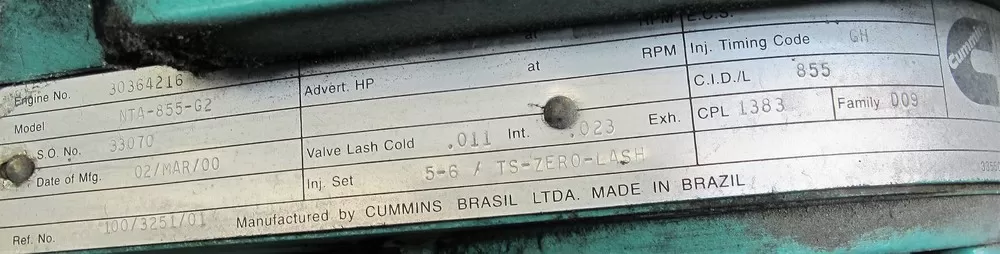 Engine No. 30364216
Model NTA-855-G2
S.O. No. 33070
Date of Mfg. 02/MAR/00
Ref. No. 100/3251/01
at HPM
Advert. HP at RPM
Valve Lash Cold .011 Int. .023 Exh.
Inj. Set 5-6 / TS-ZERO-LASH
Manufactured by CUMMINS BRASIL LTDA. MADE IN BRAZIL
E.C.S.
Inj. Timing Code GH
C.I.D./L 855
CPL 1383 Family D09
Cummins